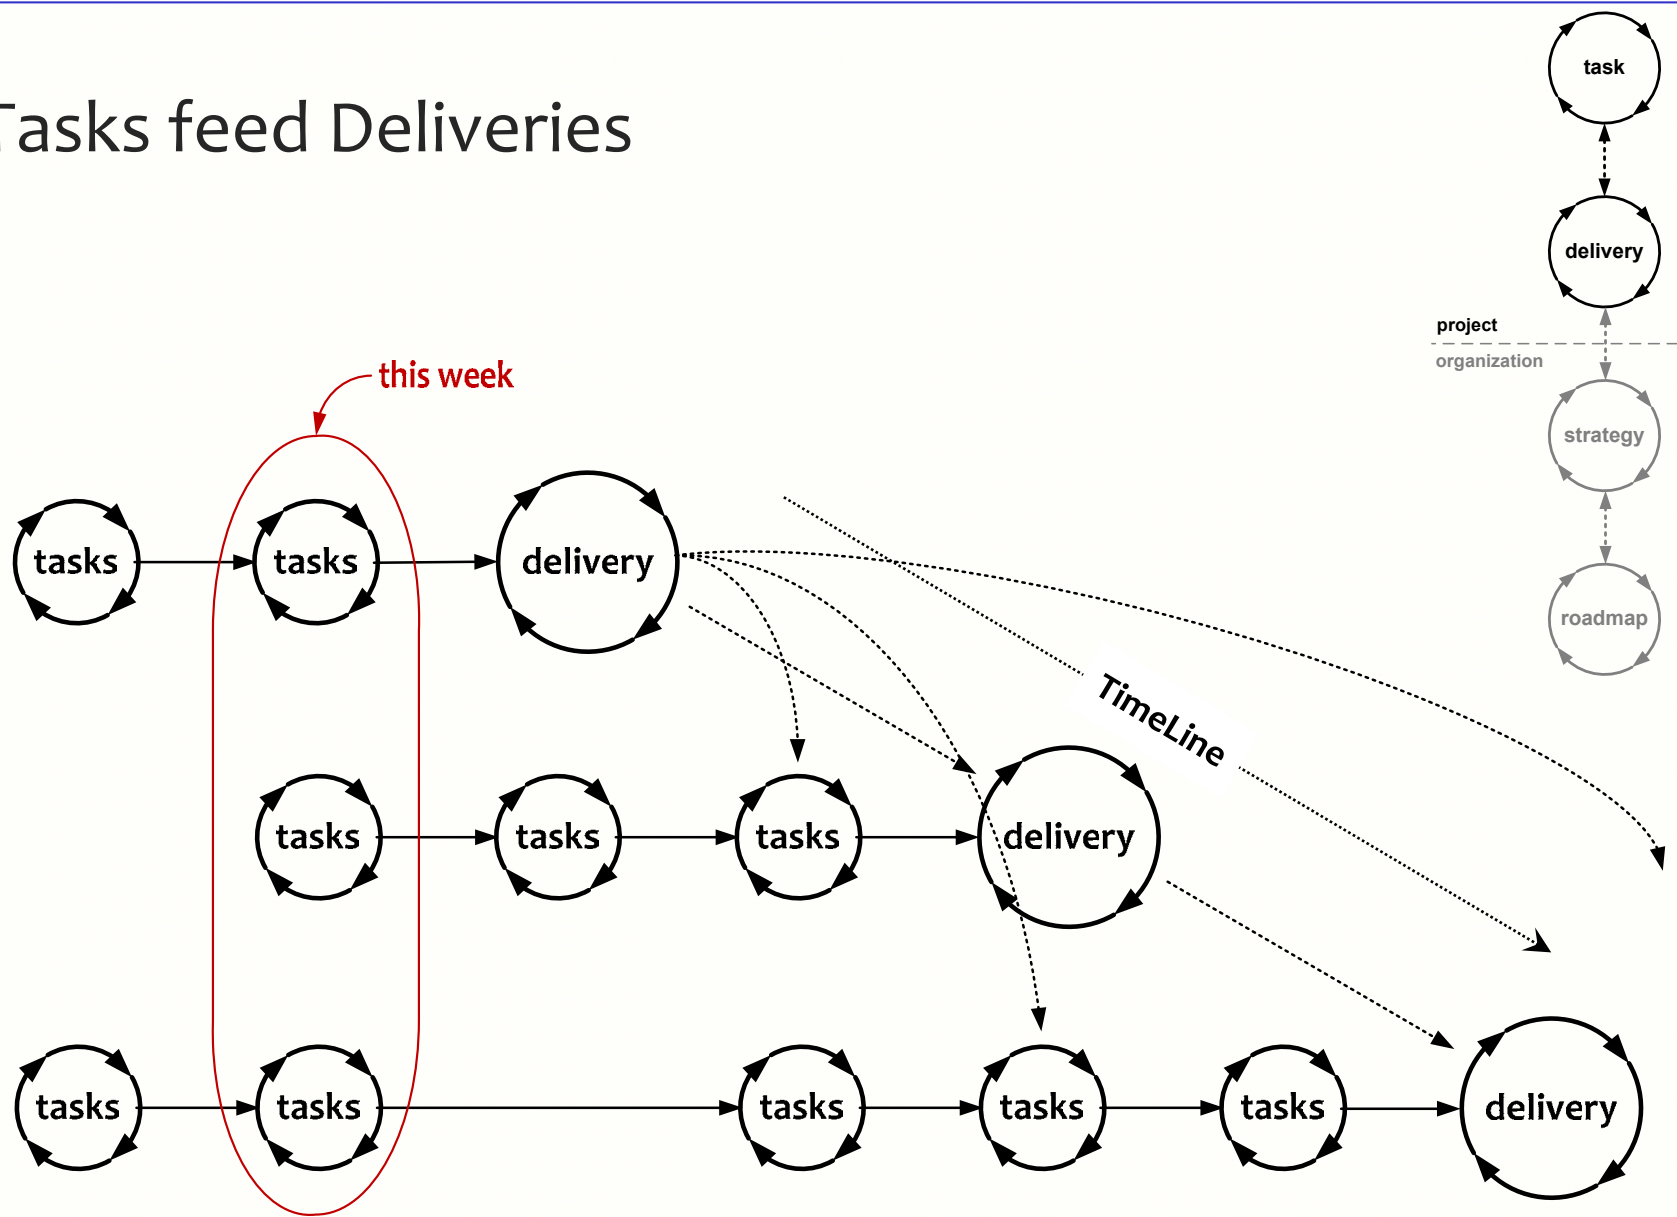 Tasks feed Deliveries
task
delivery
project
organization
strategy
roadmap
this week
tasks
tasks
delivery
TimeLine
tasks
tasks
tasks
delivery
tasks
tasks
tasks
tasks
tasks
delivery